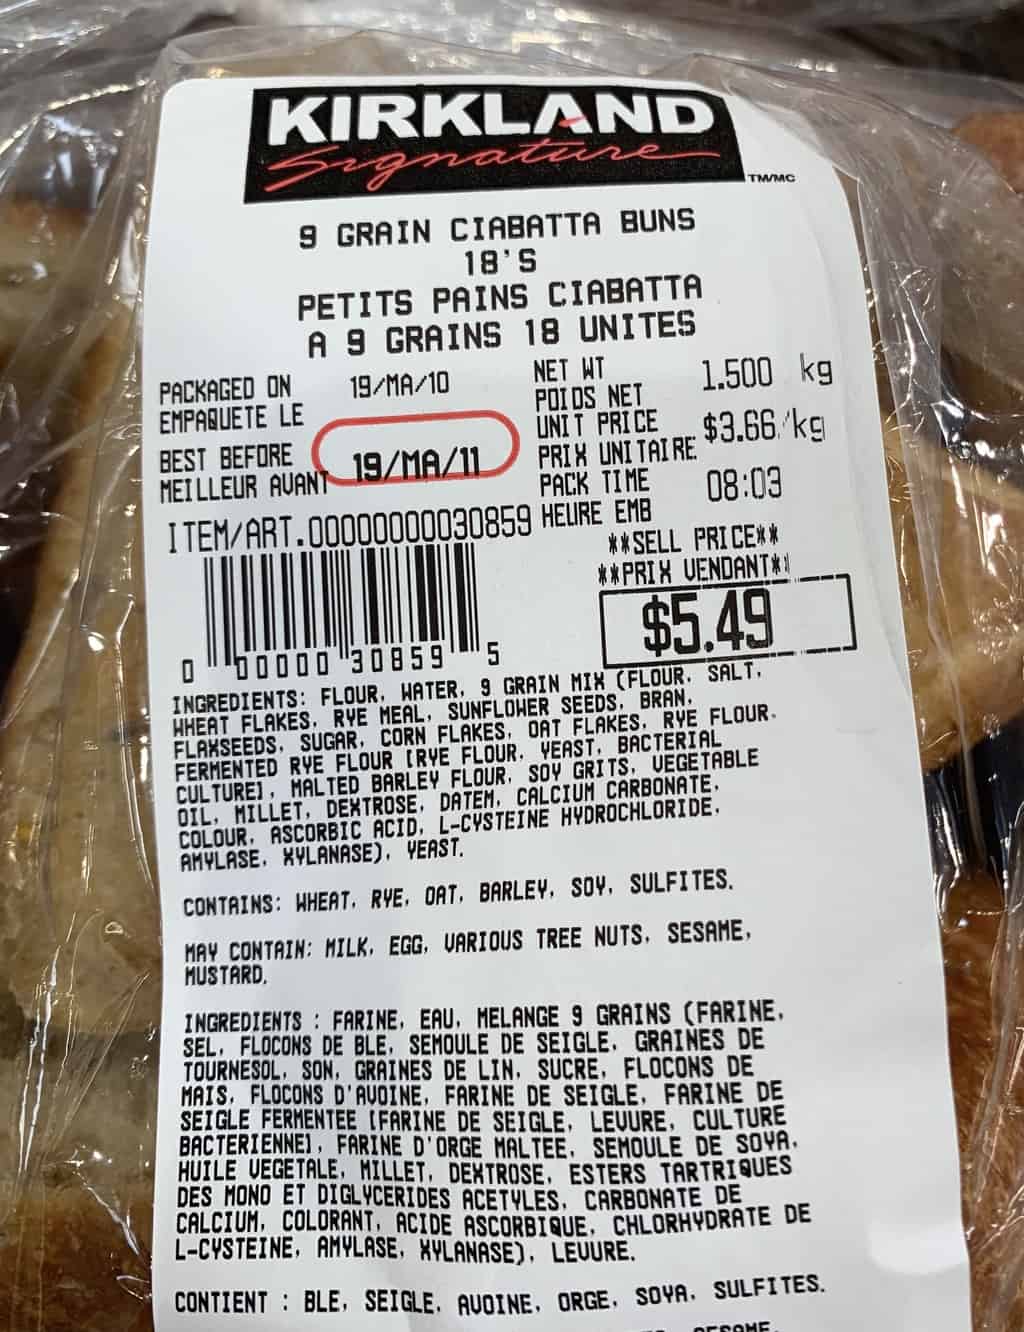 KIRKLAND
Signature
TM/MC
9 GRAIN CIABATTA BUNS
18'S
PETITS PAINS CIABATTA
A 9 GRAINS 18 UNITES
PACKAGED ON 19/MA/10
EMPAQUETE LE
BEST BEFORE 19/MA/11
MEILLEUR AVANT
NET WT 1.500 kg
POIDS NET
UNIT PRICE $3.66/kg
PRIX UNITAIRE
PACK TIME 08:03
HEURE EMB
ITEM/ART.00000000030859
**SELL PRICE**
**PRIX VENDANT**
$5.49
0 00000 30859 5
INGREDIENTS: FLOUR, WATER, 9 GRAIN MIX (FLOUR, SALT,
WHEAT FLAKES, RYE MEAL, SUNFLOWER SEEDS, BRAN,
FLAXSEEDS, SUGAR, CORN FLAKES, OAT FLAKES, RYE FLOUR,
FERMENTED RYE FLOUR [RYE FLOUR, YEAST, BACTERIAL
CULTURE], MALTED BARLEY FLOUR, SOY GRITS, VEGETABLE
OIL, MILLET, DEXTROSE, DATEM, CALCIUM CARBONATE,
COLOUR, ASCORBIC ACID, L-CYSTEINE HYDROCHLORIDE,
AMYLASE, XYLANASE), YEAST.
CONTAINS: WHEAT, RYE, OAT, BARLEY, SOY, SULFITES.
MAY CONTAIN: MILK, EGG, VARIOUS TREE NUTS, SESAME,
MUSTARD.
INGREDIENTS : FARINE, EAU, MELANGE 9 GRAINS (FARINE,
SEL, FLOCONS DE BLE, SEMOULE DE SEIGLE, GRAINES DE
TOURNESOL, SON, GRAINES DE LIN, SUCRE, FLOCONS DE
MAIS, FLOCONS D'AVOINE, FARINE DE SEIGLE, FARINE DE
SEIGLE FERMENTEE [FARINE DE SEIGLE, LEVURE, CULTURE
BACTERIENNE], FARINE D'ORGE MALTEE, SEMOULE DE SOYA,
HUILE VEGETALE, MILLET, DEXTROSE, ESTERS TARTRIQUES
DES MONO ET DIGLYCERIDES ACETYLES, CARBONATE DE
CALCIUM, COLORANT, ACIDE ASCORBIQUE, CHLORHYDRATE DE
L-CYSTEINE, AMYLASE, XYLANASE), LEVURE.
CONTIENT : BLE, SEIGLE, AVOINE, ORGE, SOYA, SULFITES.